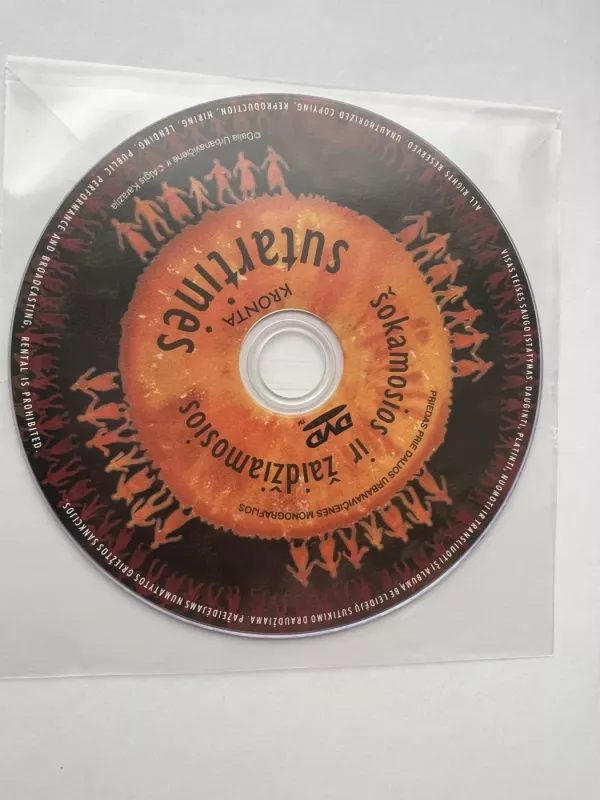 šokamosios ir žaidžiamosios
sutartinės
KRONTA
DVD
TM
PRIEDAS PRIE DALIOS URBANAVIČIENĖS MONOGRAFIJOS
©Dalia Urbanavičienė ir ©Algis Karazija
VISAS TEISES SAUGO ĮSTATYMAS. DAUGINTI, PLATINTI, NUOMOTI IR TRANSLIUOTI ŠĮ ALBUMĄ BE LEIDĖJŲ SUTIKIMO DRAUDŽIAMA. PAŽEIDĖJAMS NUMATYTOS GRIEŽTOS SANKCIJOS.
ALL RIGHTS RESERVED. UNAUTHORIZED COPYING, REPRODUCTION, HIRING, LENDING, PUBLIC PERFORMANCE AND BROADCASTING, RENTAL IS PROHIBITED.